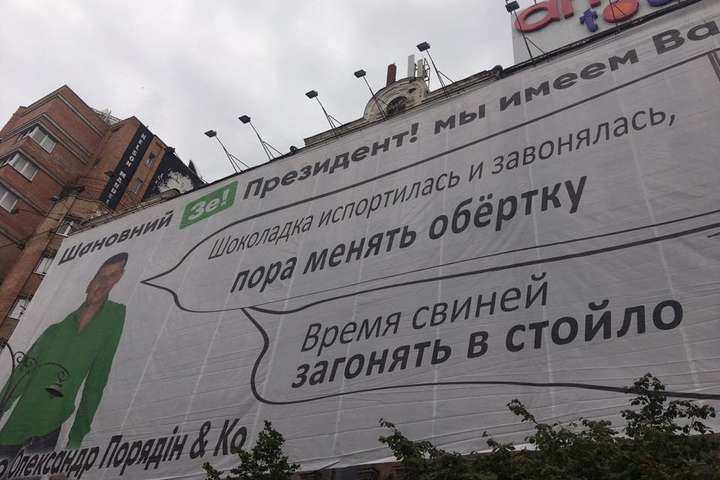 Шановний Зе! Президент! мы имеем Ва
Шоколадка испортилась и завонялась,
пора менять обёртку
Время свиней
загонять в стойло
Олександр Порядін & Ко